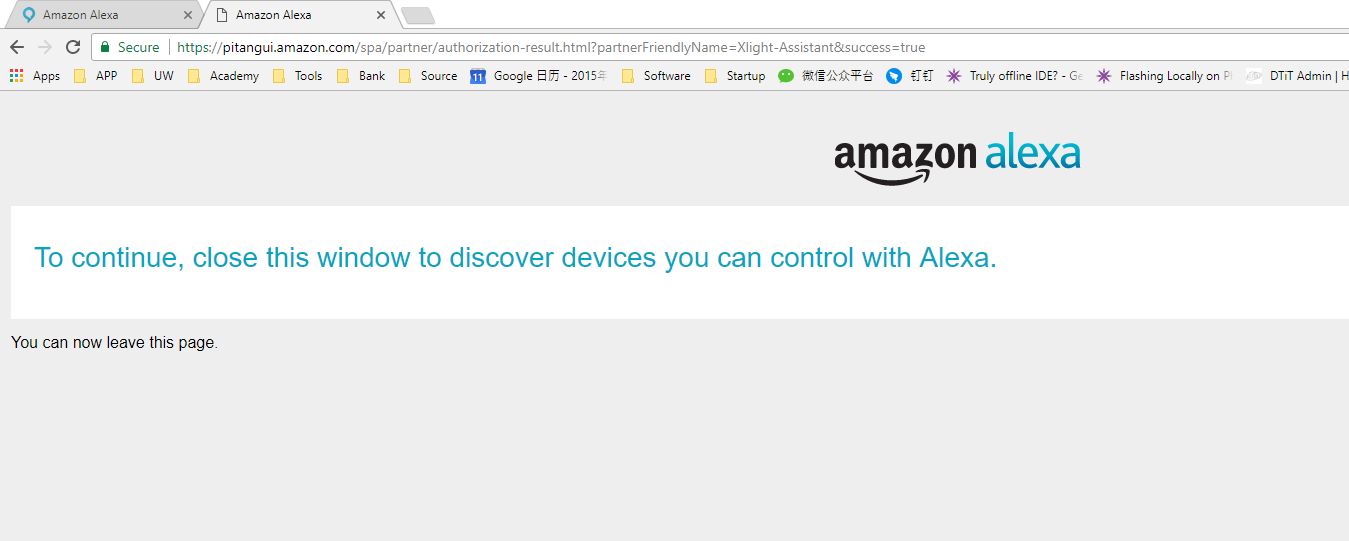 Amazon Alexa
Amazon Alexa
Secure https://pitangui.amazon.com/spa/partner/authorization-result.html?partnerFriendlyName=Xlight-Assistant&success=true
Apps APP UW Academy Tools Bank Source 11 Google 日历 - 2015年 Software Startup 微信公众平台 钉钉 Truly offline IDE? - Ge Flashing Locally on DTiT Admin | H
amazon alexa
To continue, close this window to discover devices you can control with Alexa.
You can now leave this page.